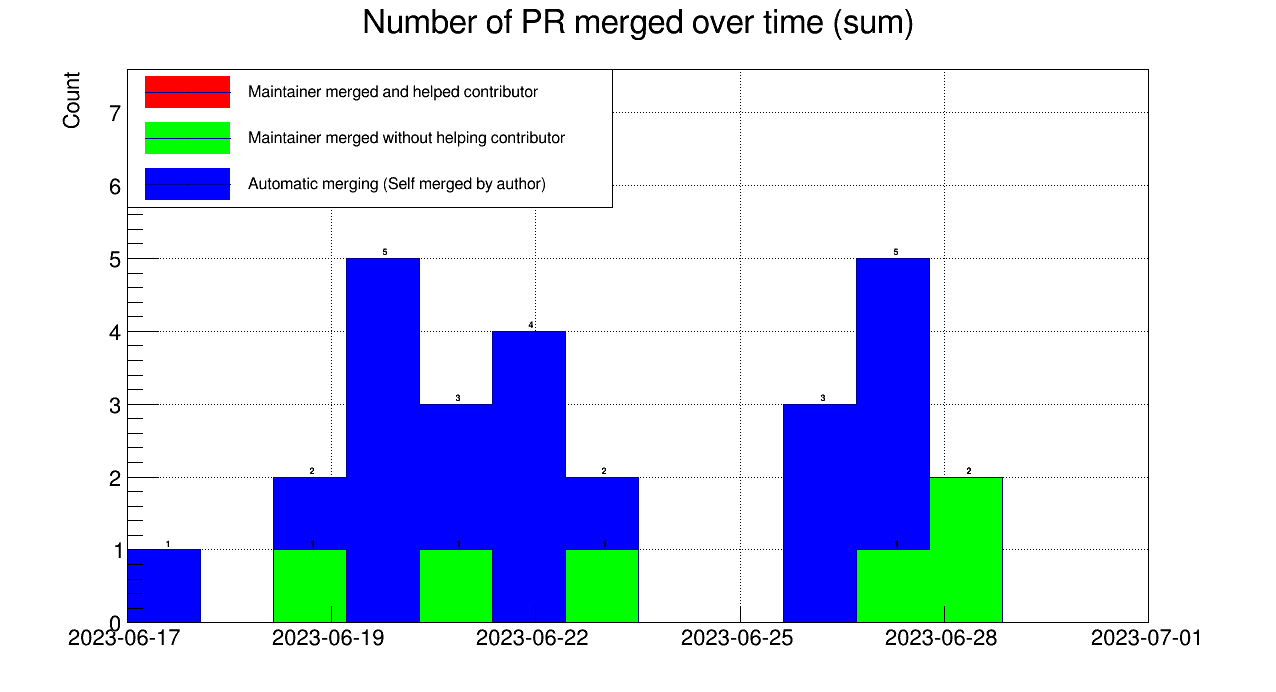 Number of PR merged over time (sum)
Count
Maintainer merged and helped contributor
Maintainer merged without helping contributor
Automatic merging (Self merged by author)
7
6
5
4
3
2
1
0
5 5
4
3 3
2 2 2
1 1 1 1 1
2023-06-17 2023-06-19 2023-06-22 2023-06-25 2023-06-28 2023-07-01